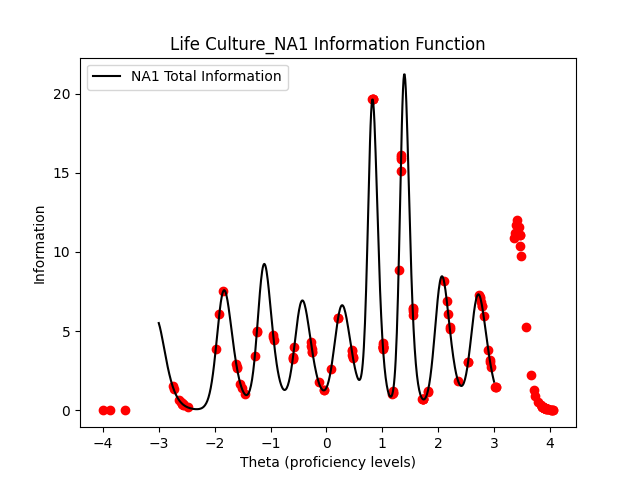 Life Culture_NA1 Information Function
NA1 Total Information
Information
20
15
10
5
0
−4 −3 −2 −1 0 1 2 3 4
Theta (proficiency levels)